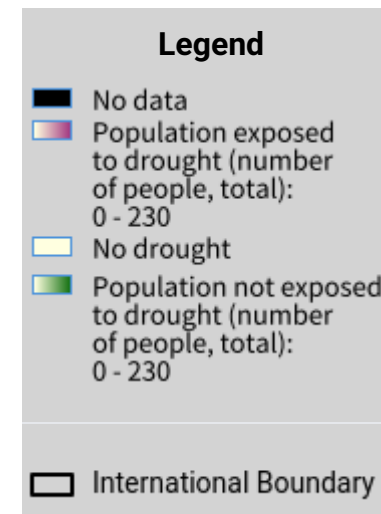 Legend
No data
Population exposed
to drought (number
of people, total):
0 - 230
No drought
Population not exposed
to drought (number
of people, total):
0 - 230
International Boundary